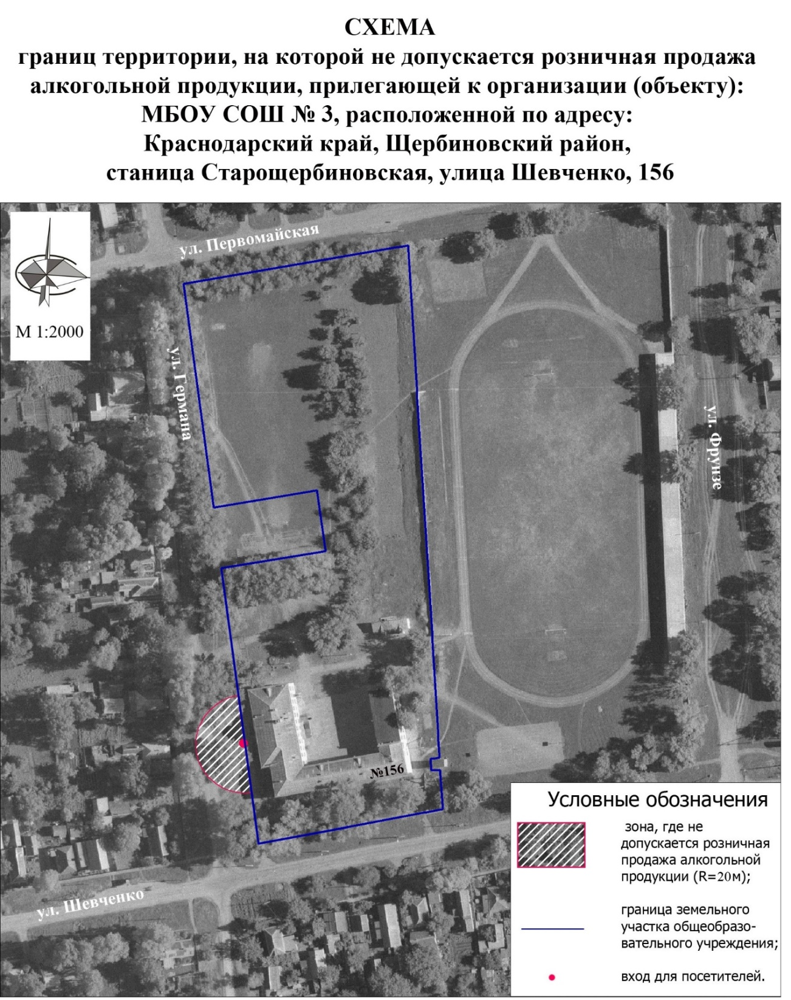 СХЕМА
границ территории, на которой не допускается розничная продажа
алкогольной продукции, прилегающей к организации (объекту):
МБОУ СОШ № 3, расположенной по адресу:
Краснодарский край, Щербиновский район,
станица Старощербиновская, улица Шевченко, 156
М 1:2000
ул. Первомайская
ул. Германа
ул. Фрунзе
№156
ул. Шевченко
Условные обозначения
зона, где не
допускается розничная
продажа алкогольной
продукции (R=20м);
граница земельного
участка общеобразо-
вательного учреждения;
вход для посетителей.